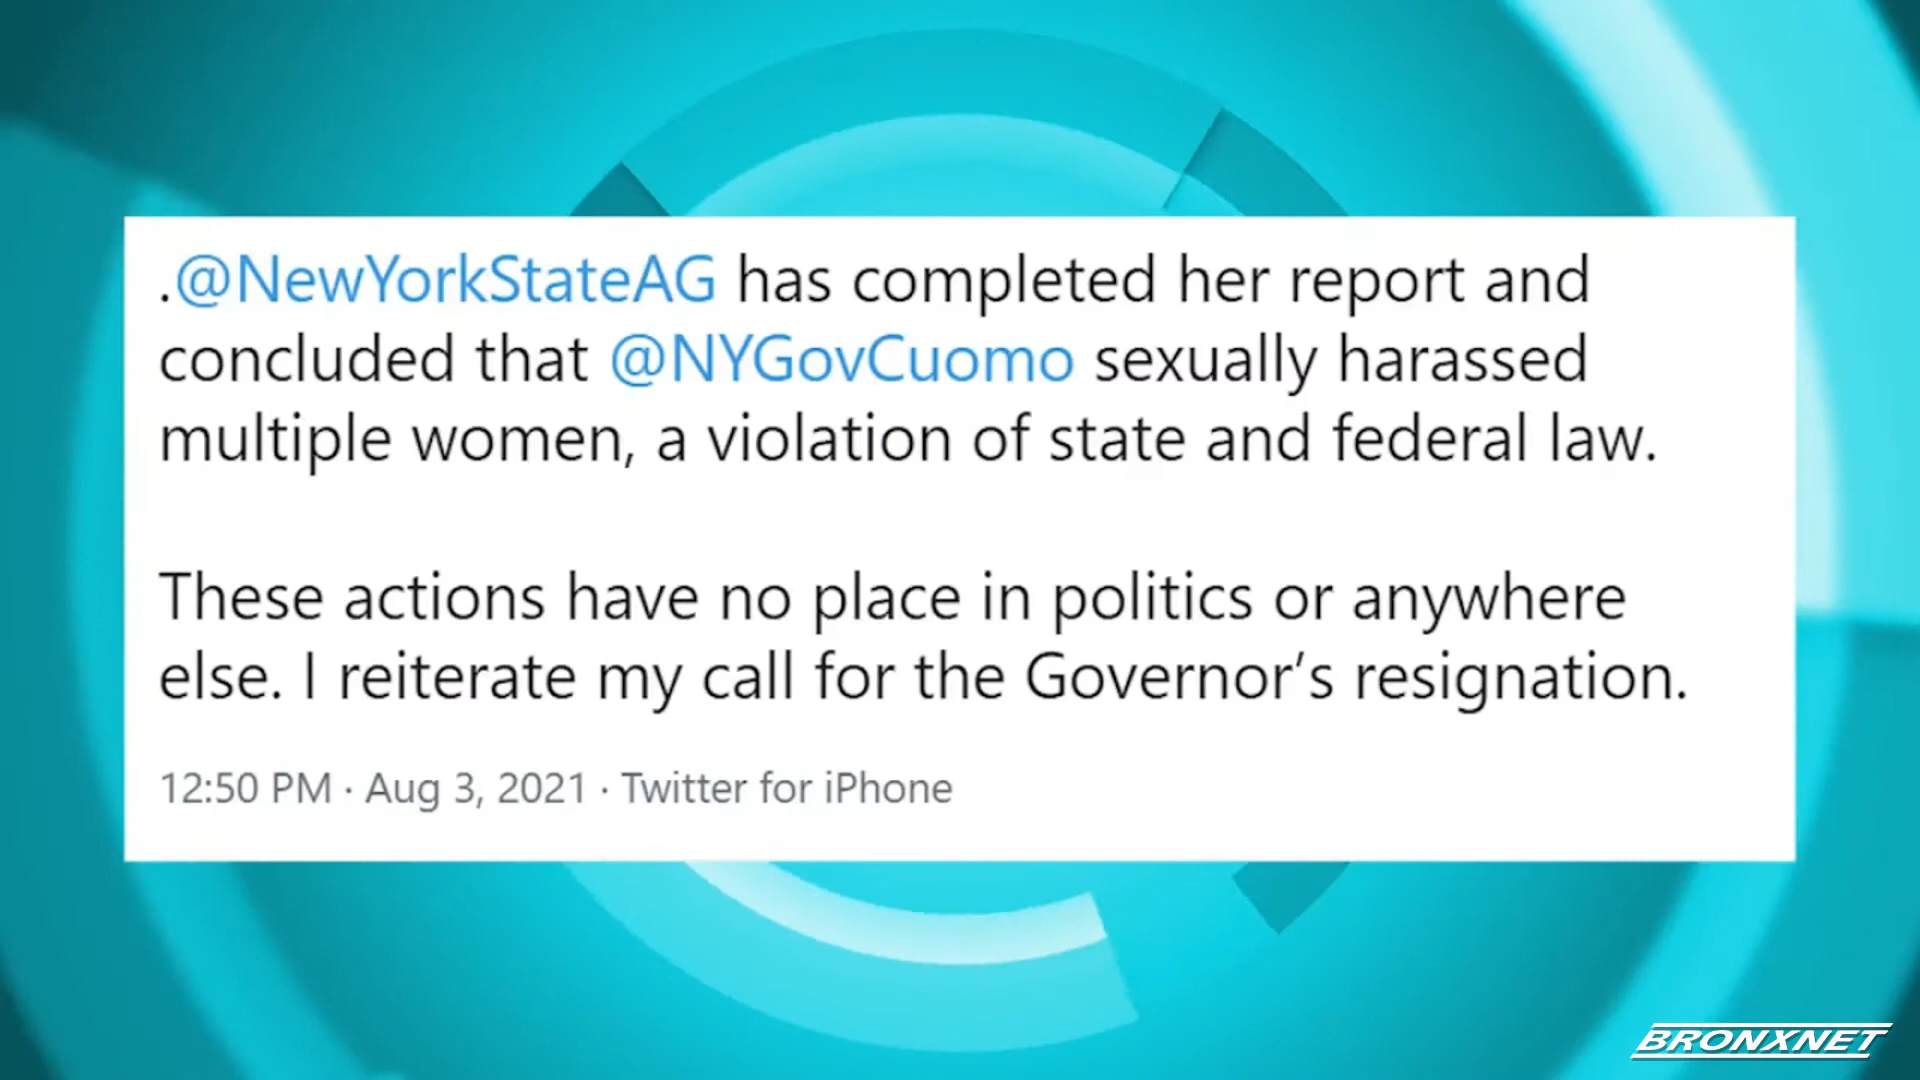 .@NewYorkStateAG has completed her report and
concluded that @NYGovCuomo sexually harassed
multiple women, a violation of state and federal law.
These actions have no place in politics or anywhere
else. I reiterate my call for the Governor’s resignation.
12:50 PM · Aug 3, 2021 · Twitter for iPhone
BRONXNET